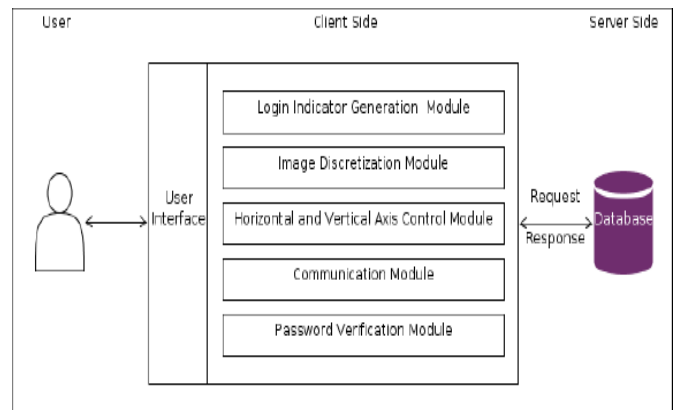 User
Client Side
Server Side
Login Indicator Generation Module
Image Discretization Module
User
Interface
Horizontal and Vertical Axis Control Module
Communication Module
Password Verification Module
Request
Response
Database